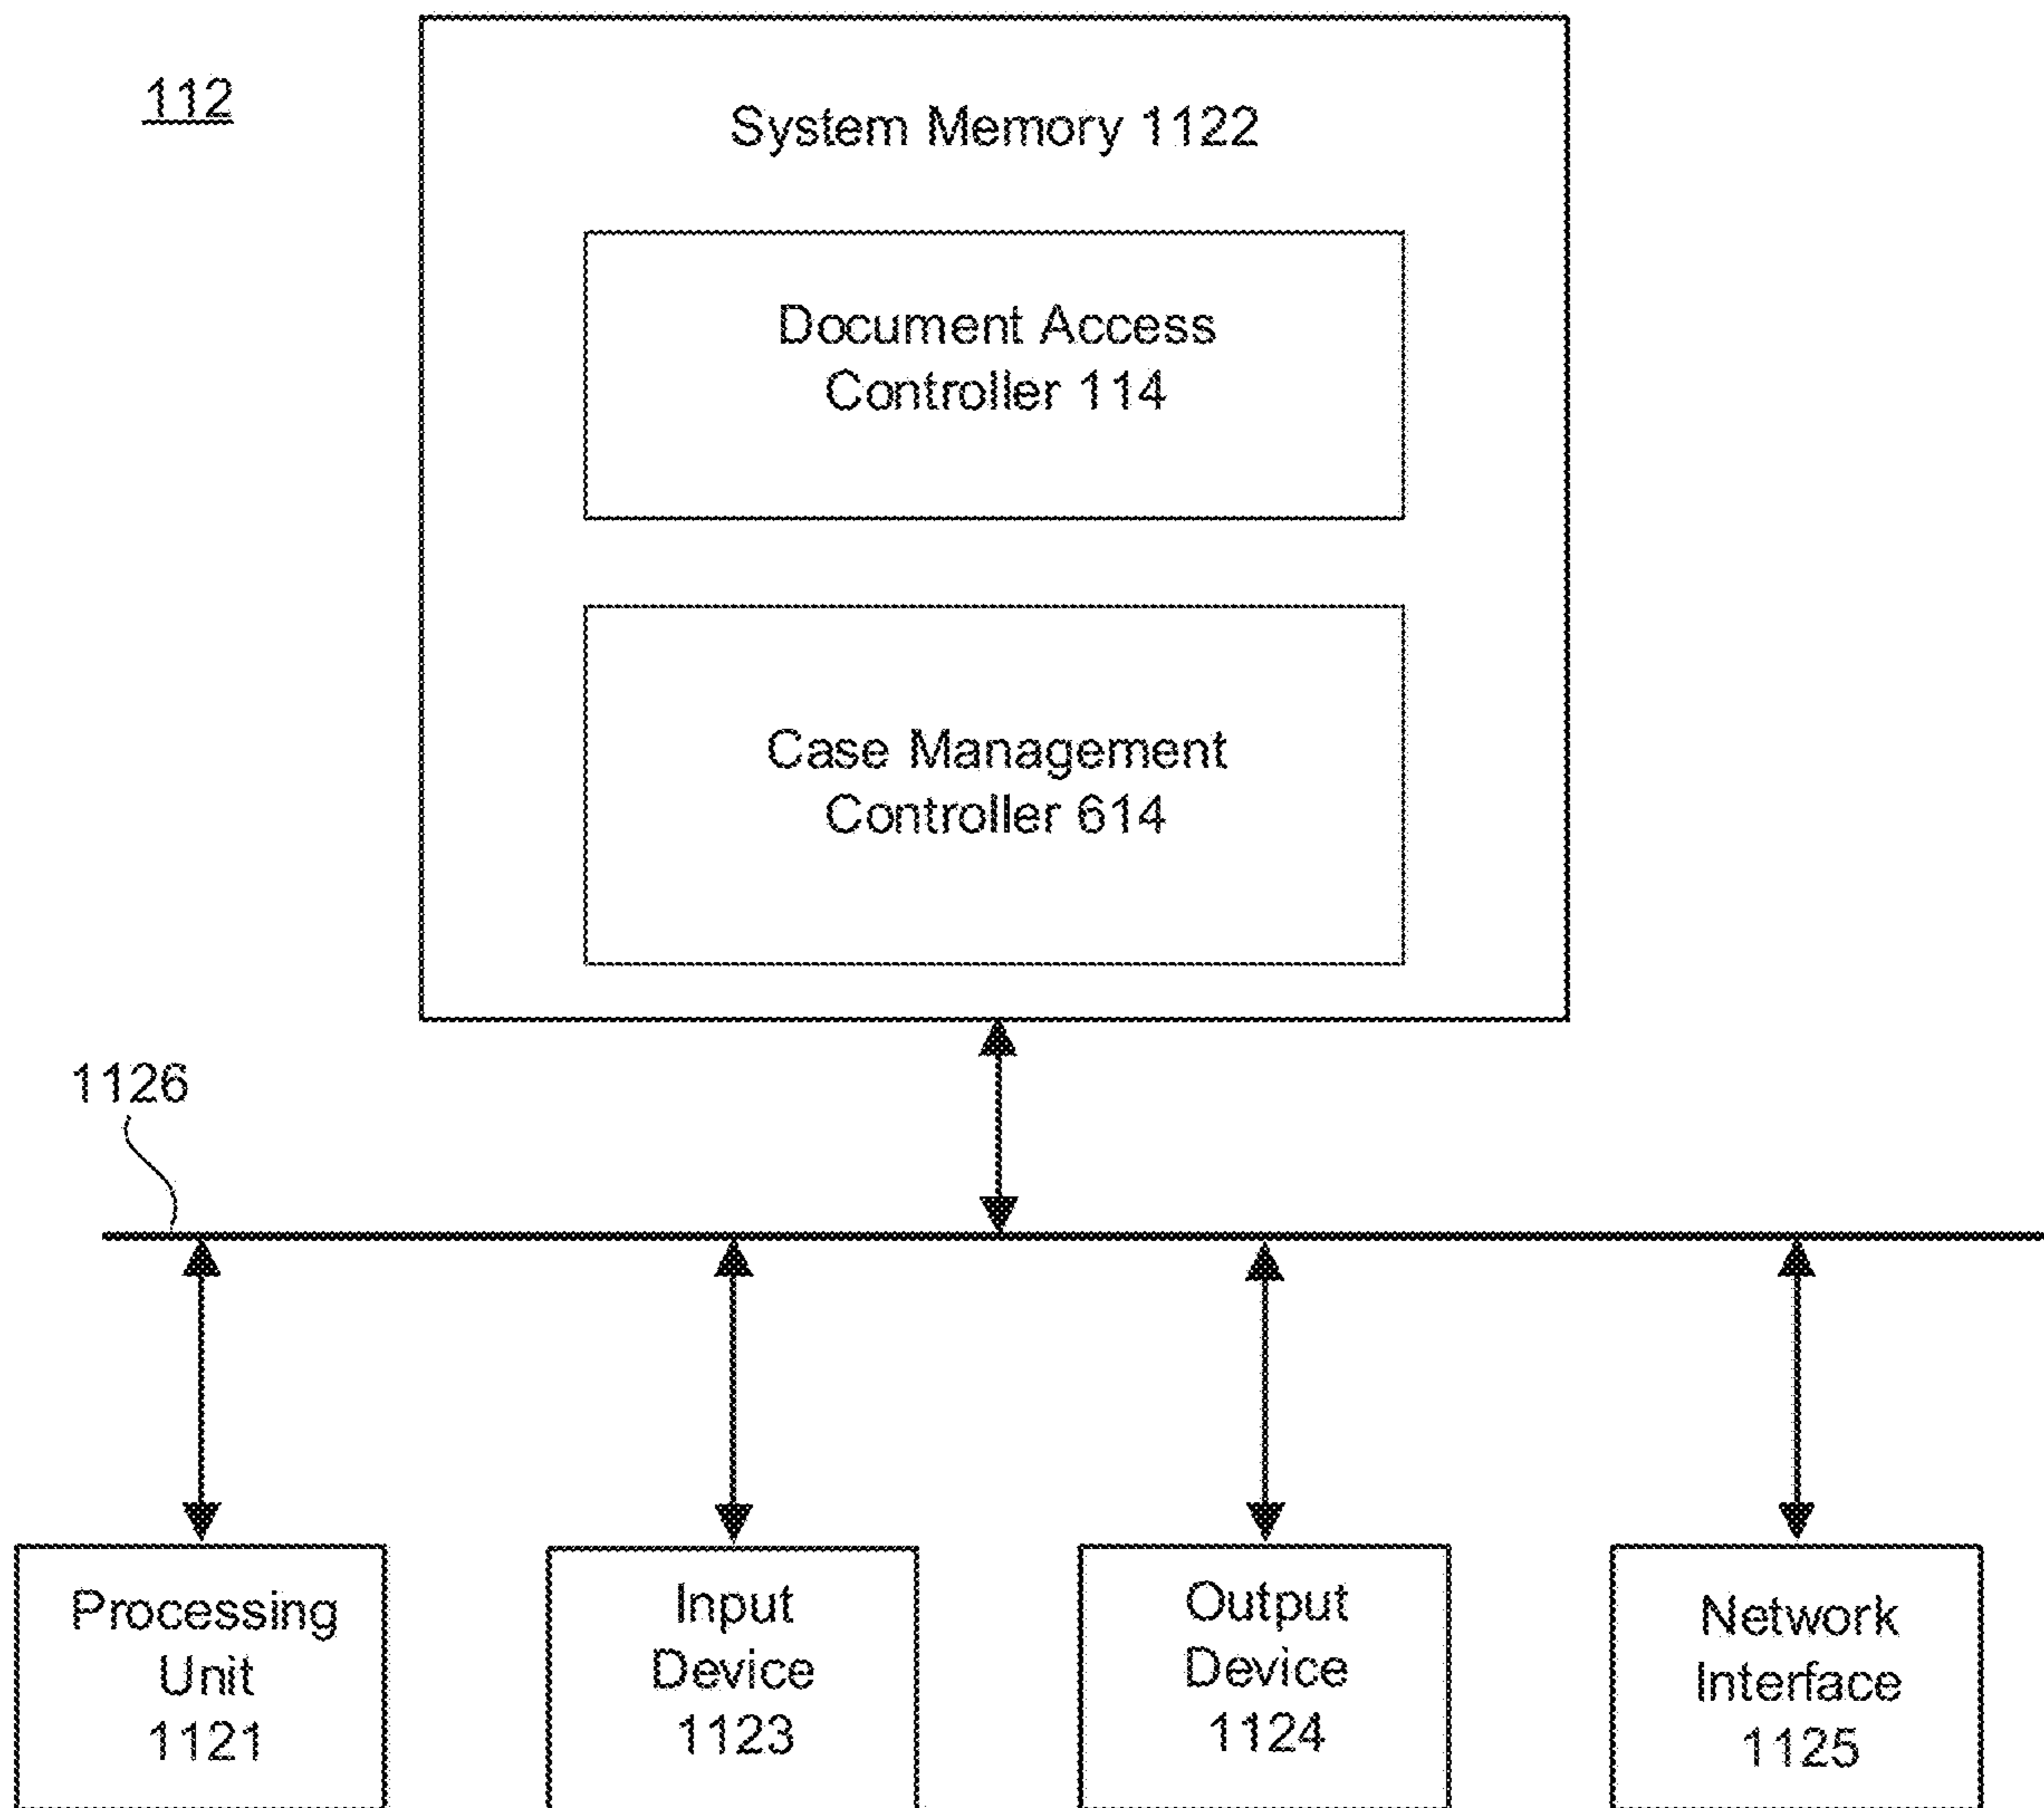 112
System Memory 1122
Document Access
Controller 114
Case Management
Controller 614
1126
Processing
Unit
1121
Input
Device
1123
Output
Device
1124
Network
Interface
1125